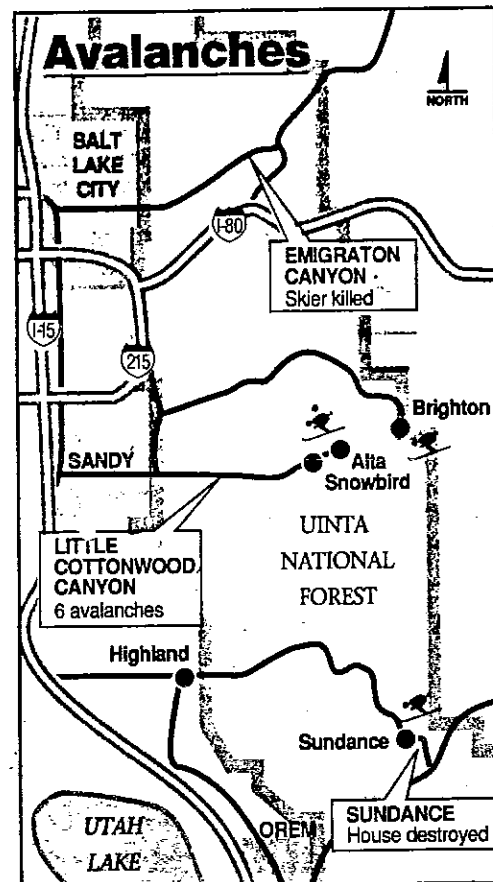 Avalanches
NORTH
SALT
LAKE
CITY
I-80
EMIGRATON
CANYON
Skier killed
I-15
215
Brighton
SANDY
Alta
Snowbird
UINTA
NATIONAL
FOREST
LITTLE
COTTONWOOD
CANYON
6 avalanches
Highland
Sundance
SUNDANCE
House destroyed
OREM
UTAH
LAKE